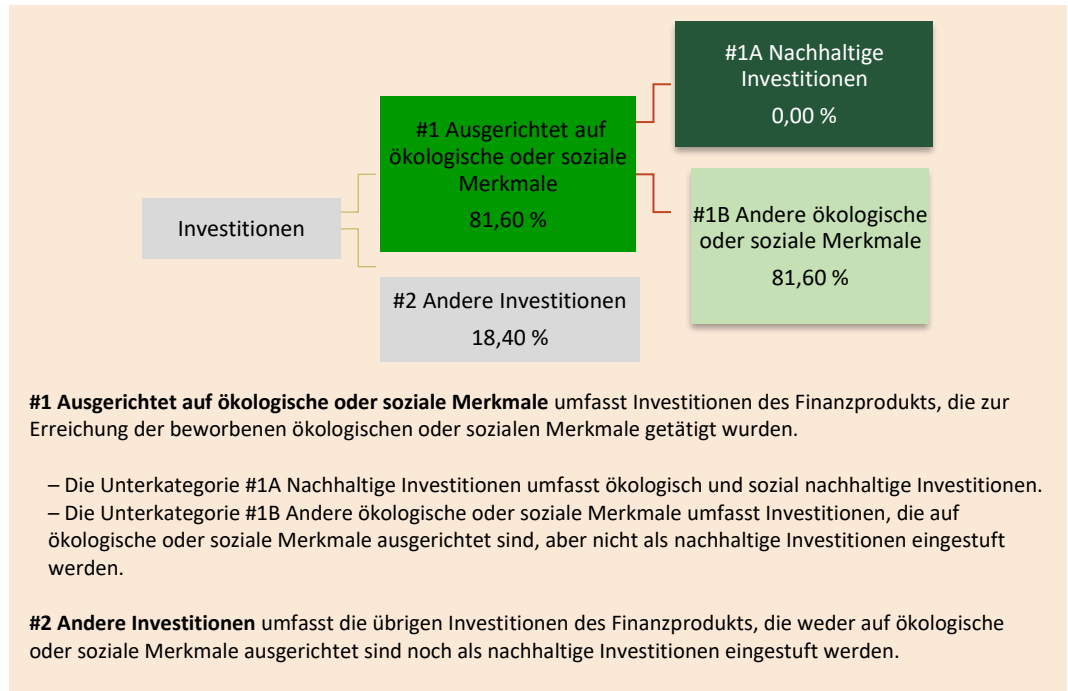 #1A Nachhaltige
Investitionen
0,00 %
#1 Ausgerichtet auf
ökologische oder soziale
Merkmale
81,60 %
#1B Andere ökologische
oder soziale Merkmale
81,60 %
Investitionen
#2 Andere Investitionen
18,40 %
#1 Ausgerichtet auf ökologische oder soziale Merkmale umfasst Investitionen des Finanzprodukts, die zur
Erreichung der beworbenen ökologischen oder sozialen Merkmale getätigt wurden.
– Die Unterkategorie #1A Nachhaltige Investitionen umfasst ökologisch und sozial nachhaltige Investitionen.
– Die Unterkategorie #1B Andere ökologische oder soziale Merkmale umfasst Investitionen, die auf
ökologische oder soziale Merkmale ausgerichtet sind, aber nicht als nachhaltige Investitionen eingestuft
werden.
#2 Andere Investitionen umfasst die übrigen Investitionen des Finanzprodukts, die weder auf ökologische
oder soziale Merkmale ausgerichtet sind noch als nachhaltige Investitionen eingestuft werden.